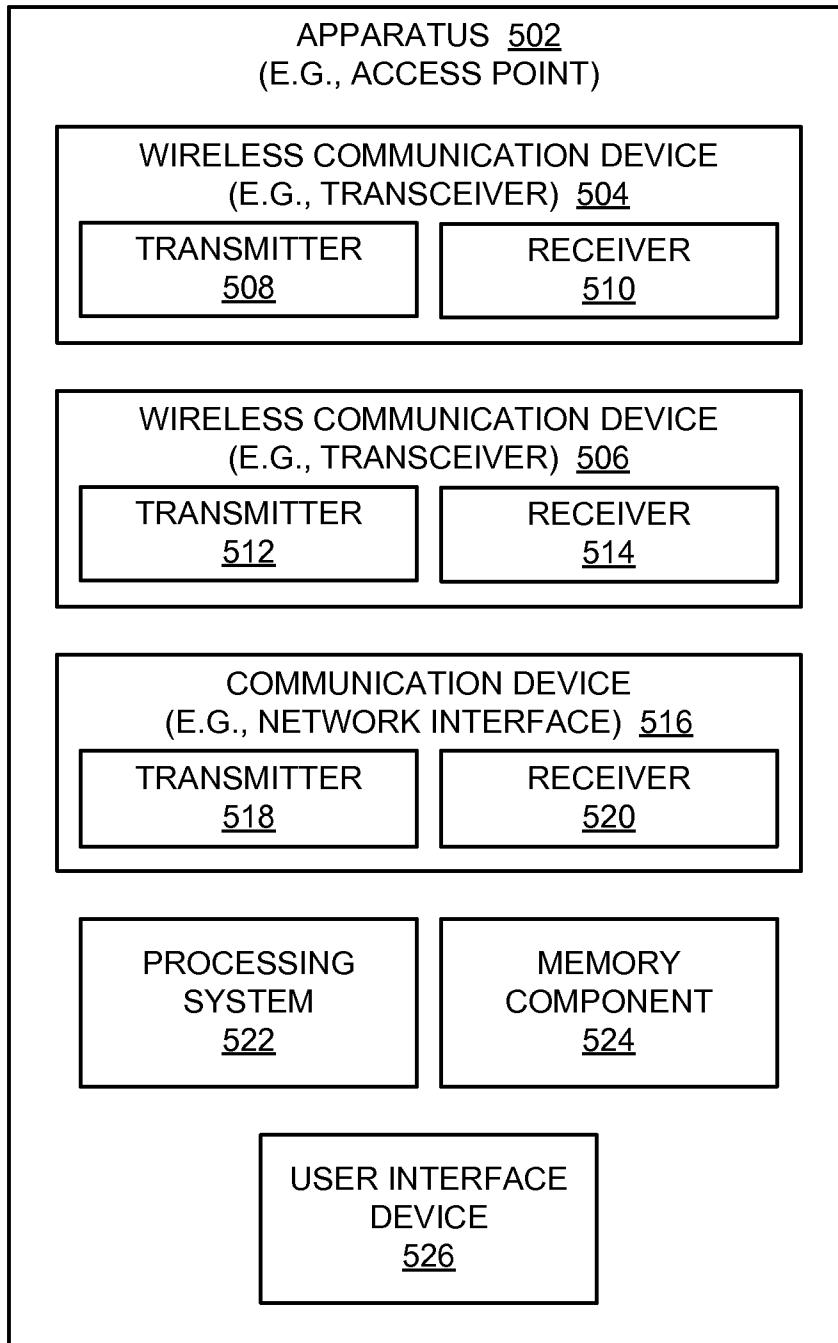 APPARATUS 502
(E.G., ACCESS POINT)
WIRELESS COMMUNICATION DEVICE
(E.G., TRANSCEIVER) 504
TRANSMITTER
508
RECEIVER
510
WIRELESS COMMUNICATION DEVICE
(E.G., TRANSCEIVER) 506
TRANSMITTER
512
RECEIVER
514
COMMUNICATION DEVICE
(E.G., NETWORK INTERFACE) 516
TRANSMITTER
518
RECEIVER
520
PROCESSING
SYSTEM
522
MEMORY
COMPONENT
524
USER INTERFACE
DEVICE
526